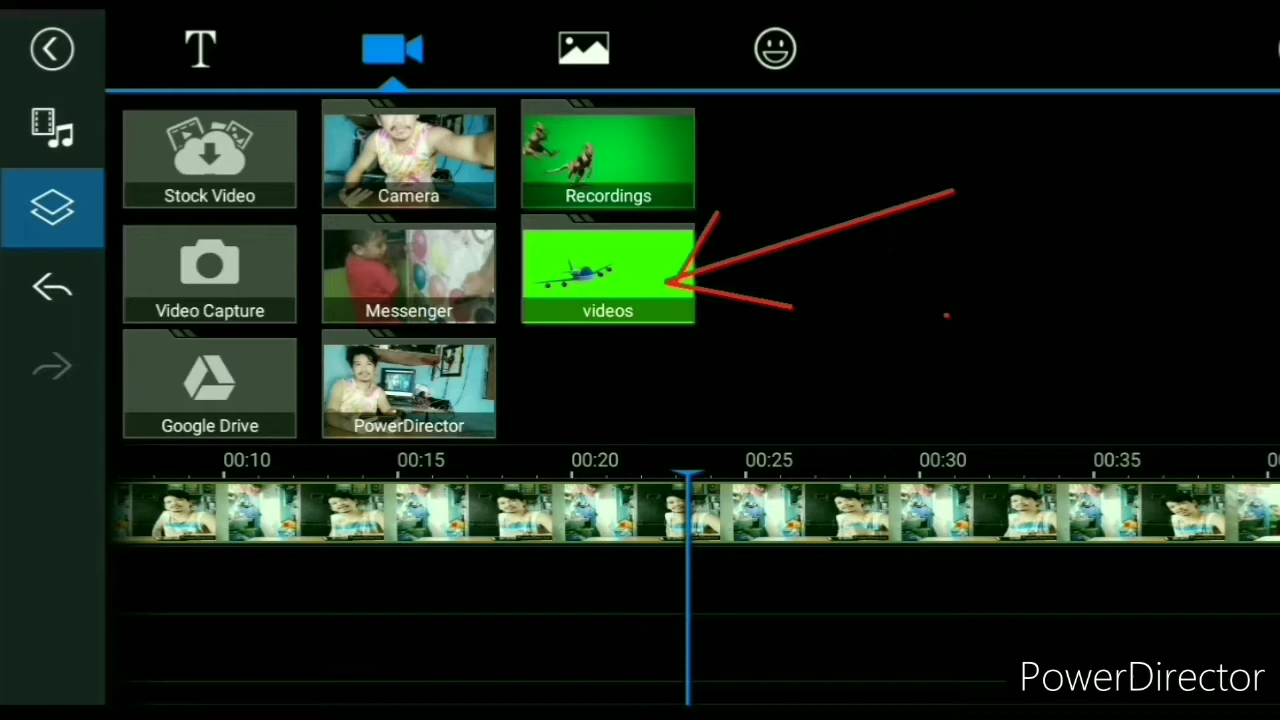 T
Stock Video
Camera
Recordings
Video Capture
Messenger
videos
Google Drive
PowerDirector
00:10
00:15
00:20
00:25
00:30
00:35
PowerDirector